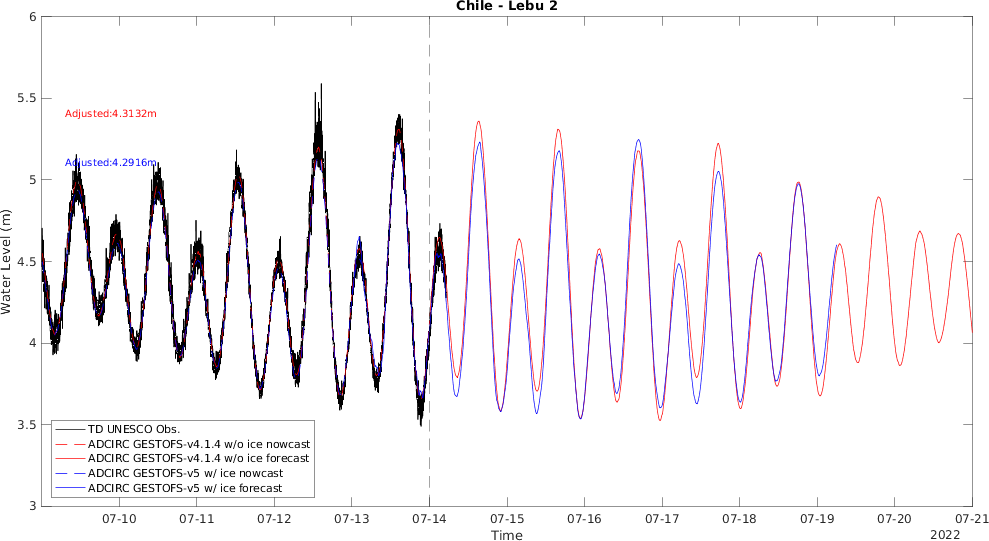 Chile - Lebu 2
6
5.5
5
4.5
4
3.5
3
Water Level (m)
Adjusted:4.3132m
Adjusted:4.2916m
TD UNESCO Obs.
ADCIRC GESTOFS-v4.1.4 w/o ice nowcast
ADCIRC GESTOFS-v4.1.4 w/o ice forecast
ADCIRC GESTOFS-v5 w/ ice nowcast
ADCIRC GESTOFS-v5 w/ ice forecast
07-10 07-11 07-12 07-13 07-14 07-15 07-16 07-17 07-18 07-19 07-20 07-21
Time
2022